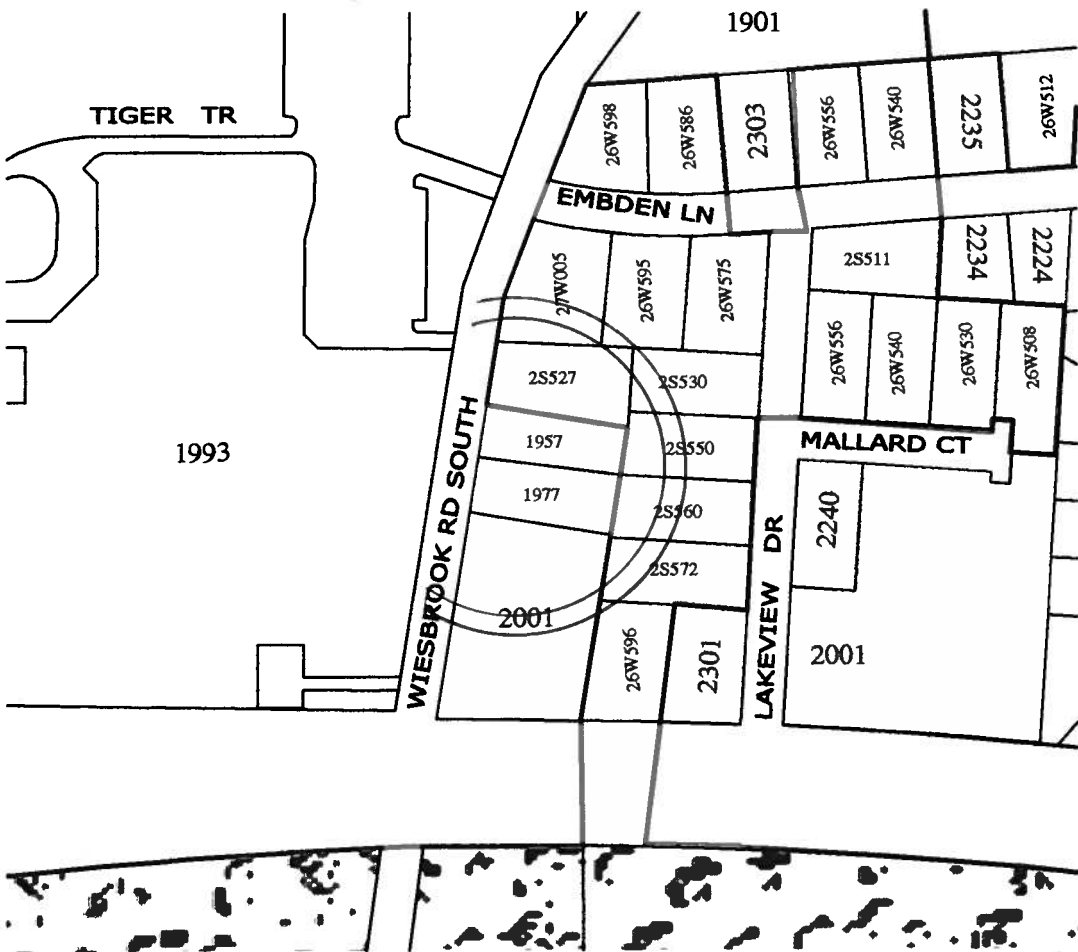 1901
TIGER TR
26W598
26W586
2303
26W556
26W540
2235
26W512
EMBDEN LN
27W005
26W595
26W575
2S511
2234
2224
26W556
26W540
26W530
26W508
2S527
2S530
1993
1957
2S550
MALLARD CT
1977
2S560
2240
2S572
WIESBROOK RD SOUTH
LAKEVIEW DR
2001
26W596
2301
2001